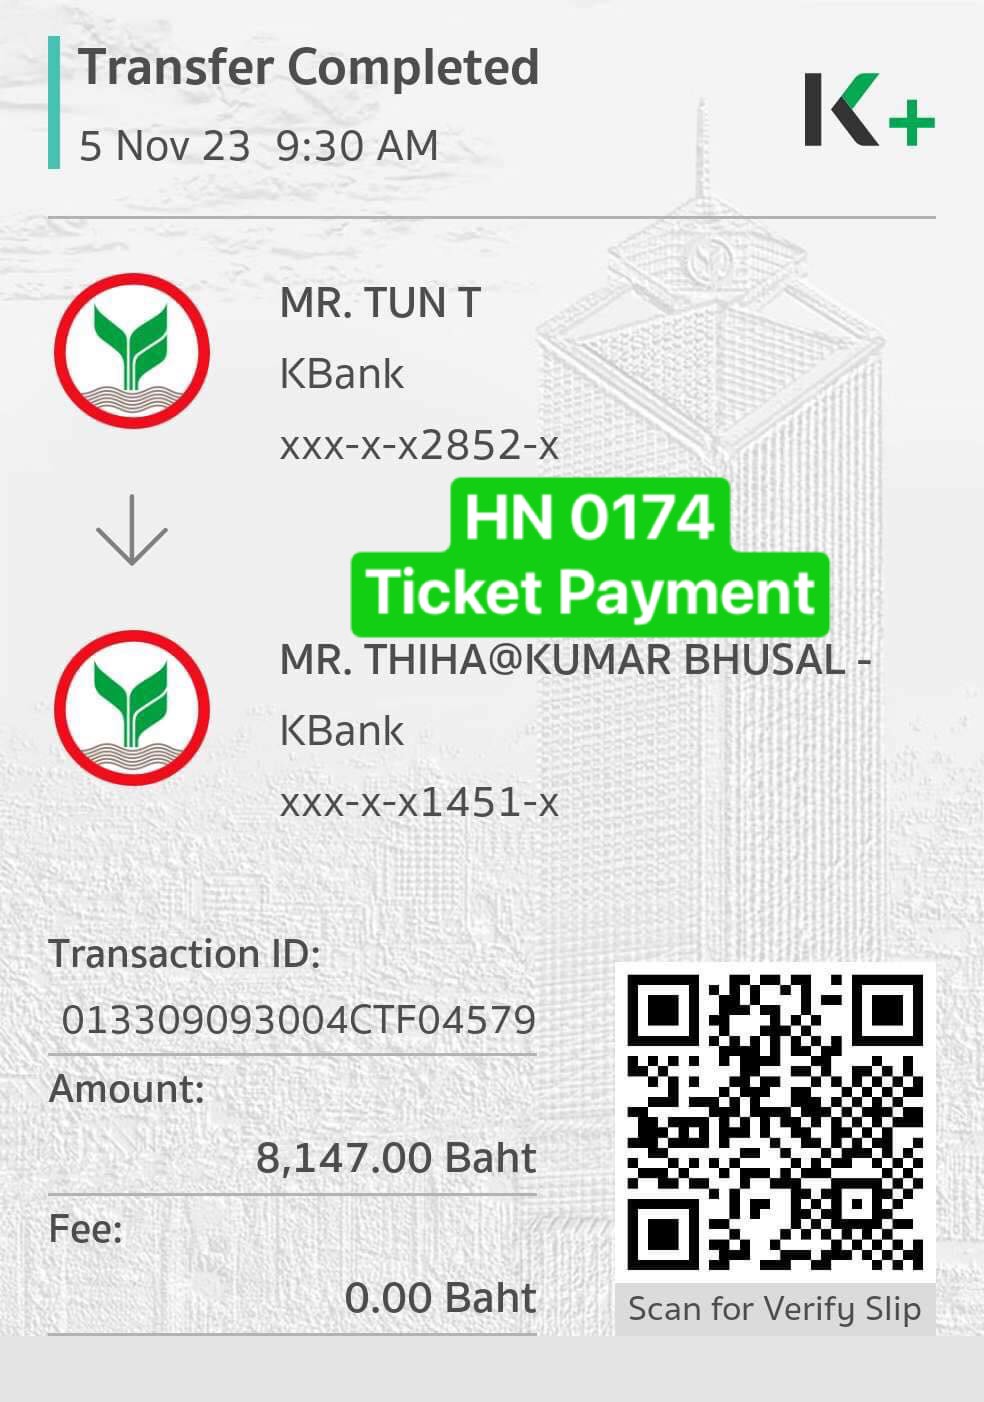 Transfer Completed
5 Nov 23 9:30 AM
K+
MR. TUN T
KBank
xxx-x-x2852-x
HN 0174
Ticket Payment
MR. THIHA@KUMAR BHUSAL -
KBank
xxx-x-x1451-x
Transaction ID:
013309093004CTF04579
Amount:
8,147.00 Baht
Fee:
0.00 Baht
Scan for Verify Slip